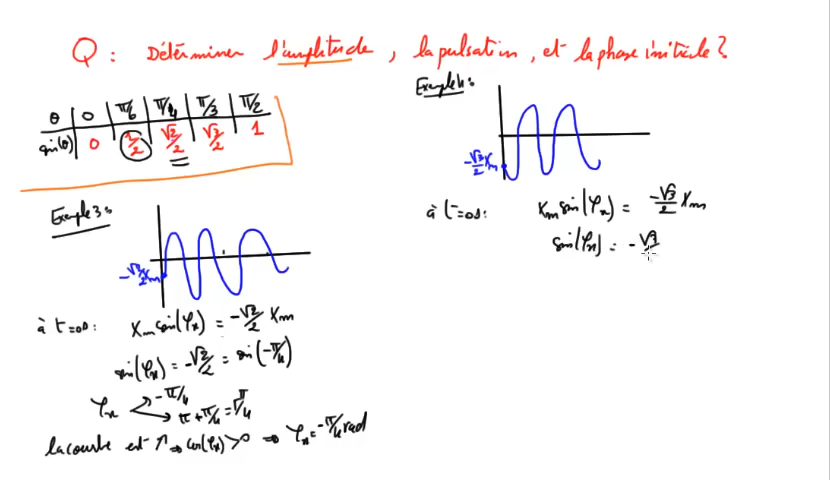 Q : Déterminer l'amplitude, la pulsation, et la phase initiale ?
θ | 0 | π/6 | π/4 | π/3 | π/2
sin(θ) | 0 | 1/2 | √2/2 | √3/2 | 1
Exemple 3 :
-√2/2 Xm
à t=0s : Xm sin(φx) = -√2/2 Xm
sin(φx) = -√2/2 = sin(-π/4)
φx -π/4
π + π/4 = 5π/4
la courbe est ↑ ⇒ cos(φx) > 0 ⇒ φx = -π/4 rad
Exemple 4 :
-√3/2 Xm
à t=0s : Xm sin(φx) = -√3/2 Xm
sin(φx) = -√3